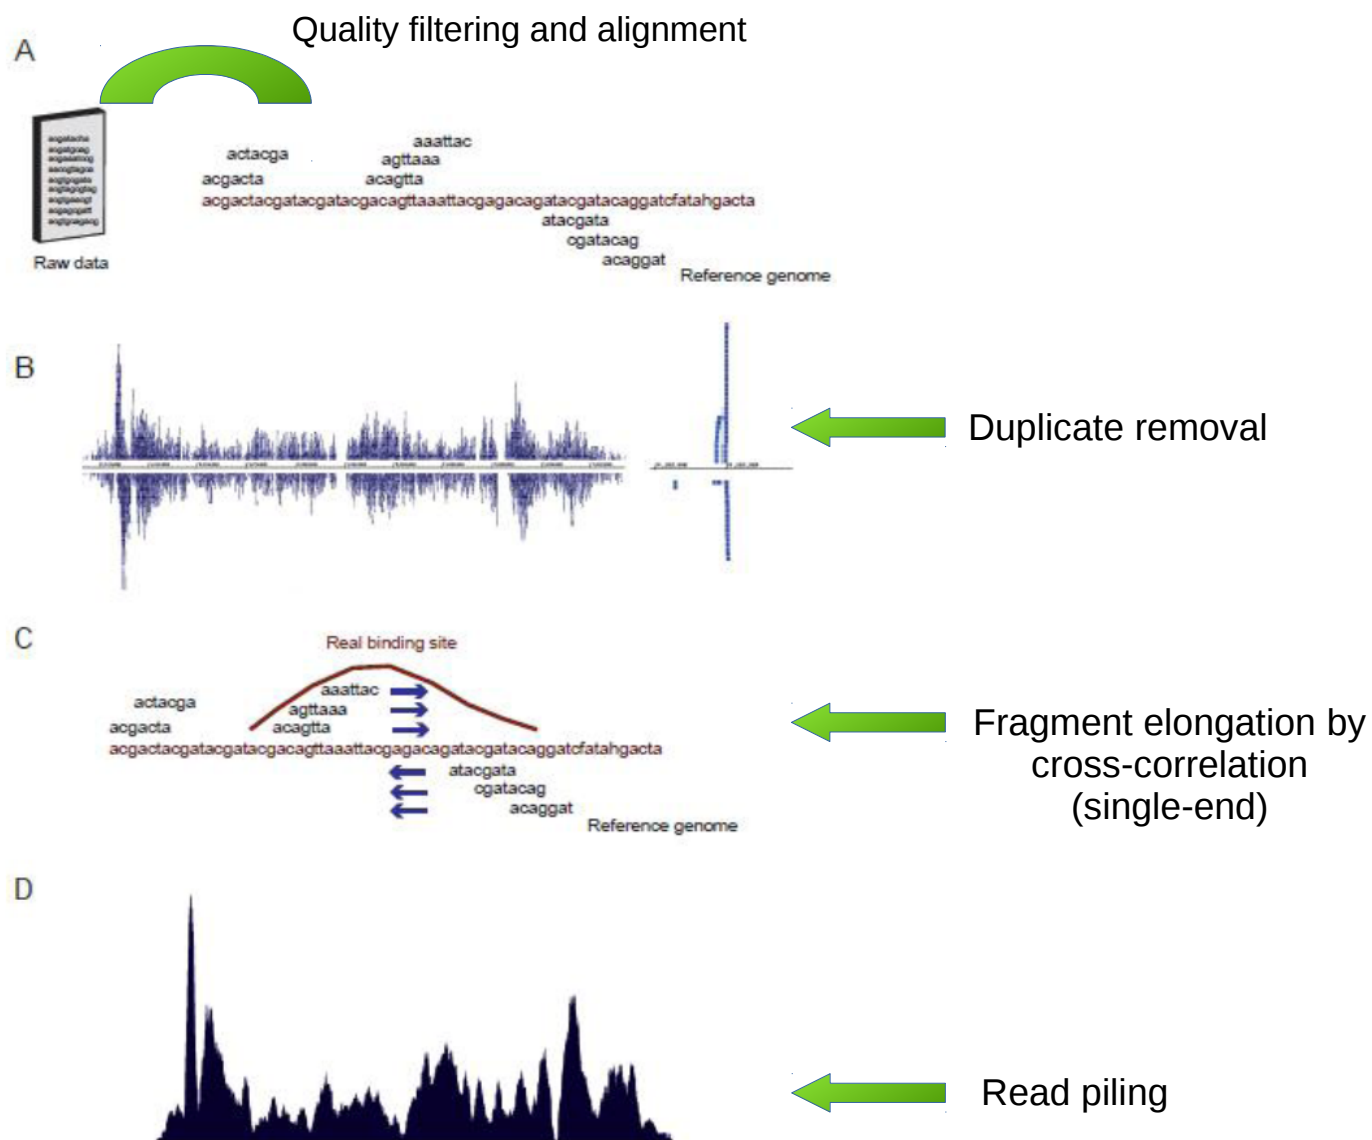 Quality filtering and alignment
A
aaattac
actacga
agttaaa
acgacta
acagtta
acgactacgatacgatacgacagttaaattacgagacagatacgatacaggatcfatahgacta
atacgata
cgatacag
acaggat
Raw data
Reference genome
B
Duplicate removal
C
Real binding site
aaattac
actacga
agttaaa
acgacta
acagtta
acgactacgatacgatacgacagttaaattacgagacagatacgatacaggatcfatahgacta
atacgata
cgatacag
acaggat
Reference genome
Fragment elongation by
cross-correlation
(single-end)
D
Read piling